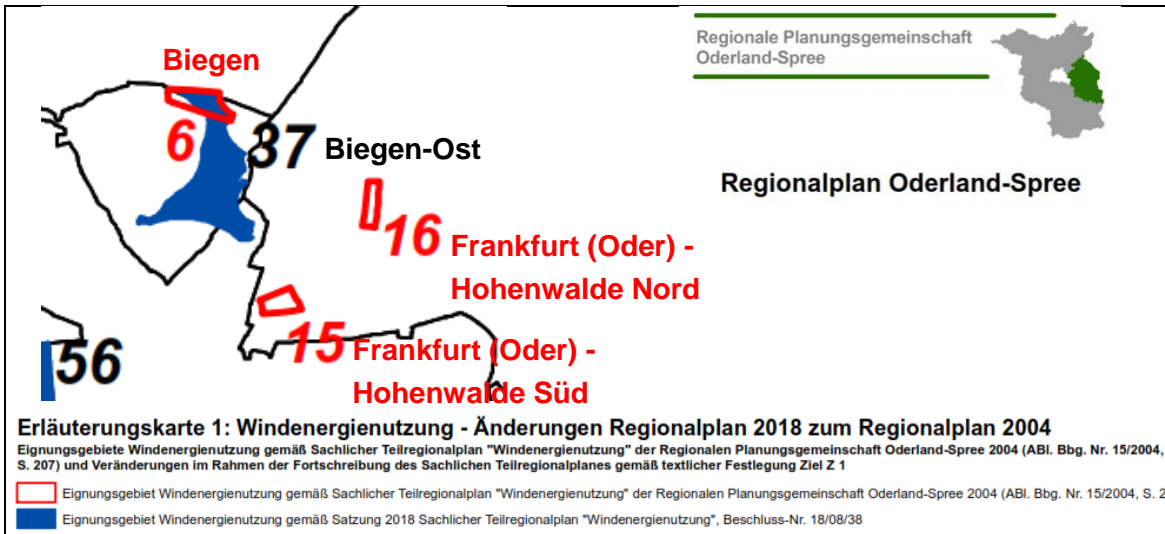 Regionale Planungsgemeinschaft
Oderland-Spree
Regionalplan Oderland-Spree
Biegen
6
37 Biegen-Ost
16 Frankfurt (Oder) -
Hohenwalde Nord
15 Frankfurt (Oder) -
Hohenwalde Süd
56
Erläuterungskarte 1: Windenergienutzung - Änderungen Regionalplan 2018 zum Regionalplan 2004
Eignungsgebiete Windenergienutzung gemäß Sachlicher Teilregionalplan "Windenergienutzung" der Regionalen Planungsgemeinschaft Oderland-Spree 2004 (ABl. Bbg. Nr. 15/2004,
S. 207) und Veränderungen im Rahmen der Fortschreibung des Sachlichen Teilregionalplanes gemäß textlicher Festlegung Ziel Z 1
Eignungsgebiet Windenergienutzung gemäß Sachlicher Teilregionalplan "Windenergienutzung" der Regionalen Planungsgemeinschaft Oderland-Spree 2004 (ABl. Bbg. Nr. 15/2004, S. 2
Eignungsgebiet Windenergienutzung gemäß Satzung 2018 Sachlicher Teilregionalplan "Windenergienutzung", Beschluss-Nr. 18/08/38